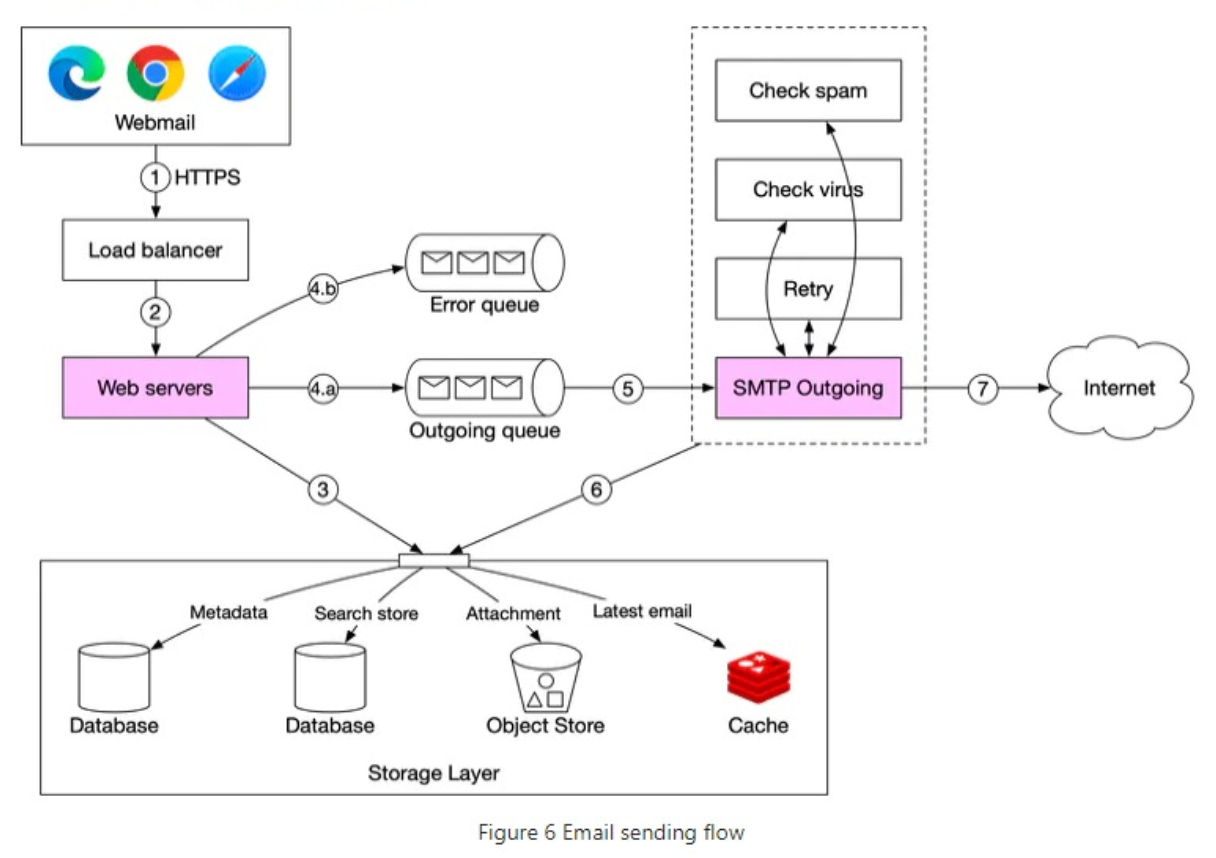 Webmail
1 HTTPS
Load balancer
2
Web servers
4.b
Error queue
4.a
Outgoing queue
5
Check spam
Check virus
Retry
SMTP Outgoing
7
Internet
3
6
Metadata
Search store
Attachment
Latest email
Database
Database
Object Store
Cache
Storage Layer
Figure 6 Email sending flow